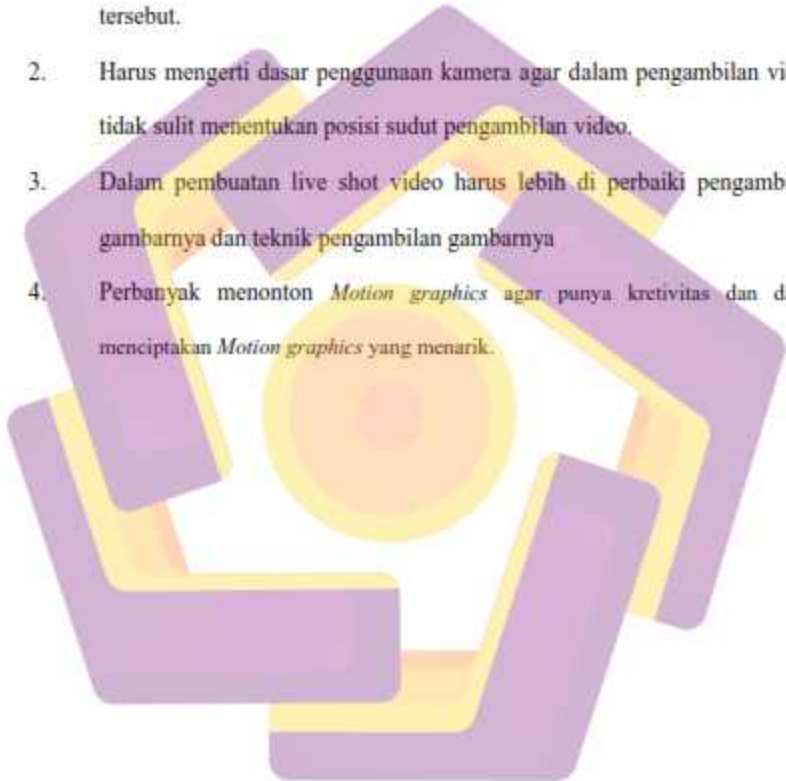 tersebut.
2. Harus mengerti dasar penggunaan kamera agar dalam pengambilan vi
tidak sulit menentukan posisi sudut pengambilan video.
3. Dalam pembuatan live shot video harus lebih di perbaiki pengamb
gambarnya dan teknik pengambilan gambarnya
4. Perbanyak menonton Motion graphics agar punya kretivitas dan d
menciptakan Motion graphics yang menarik.